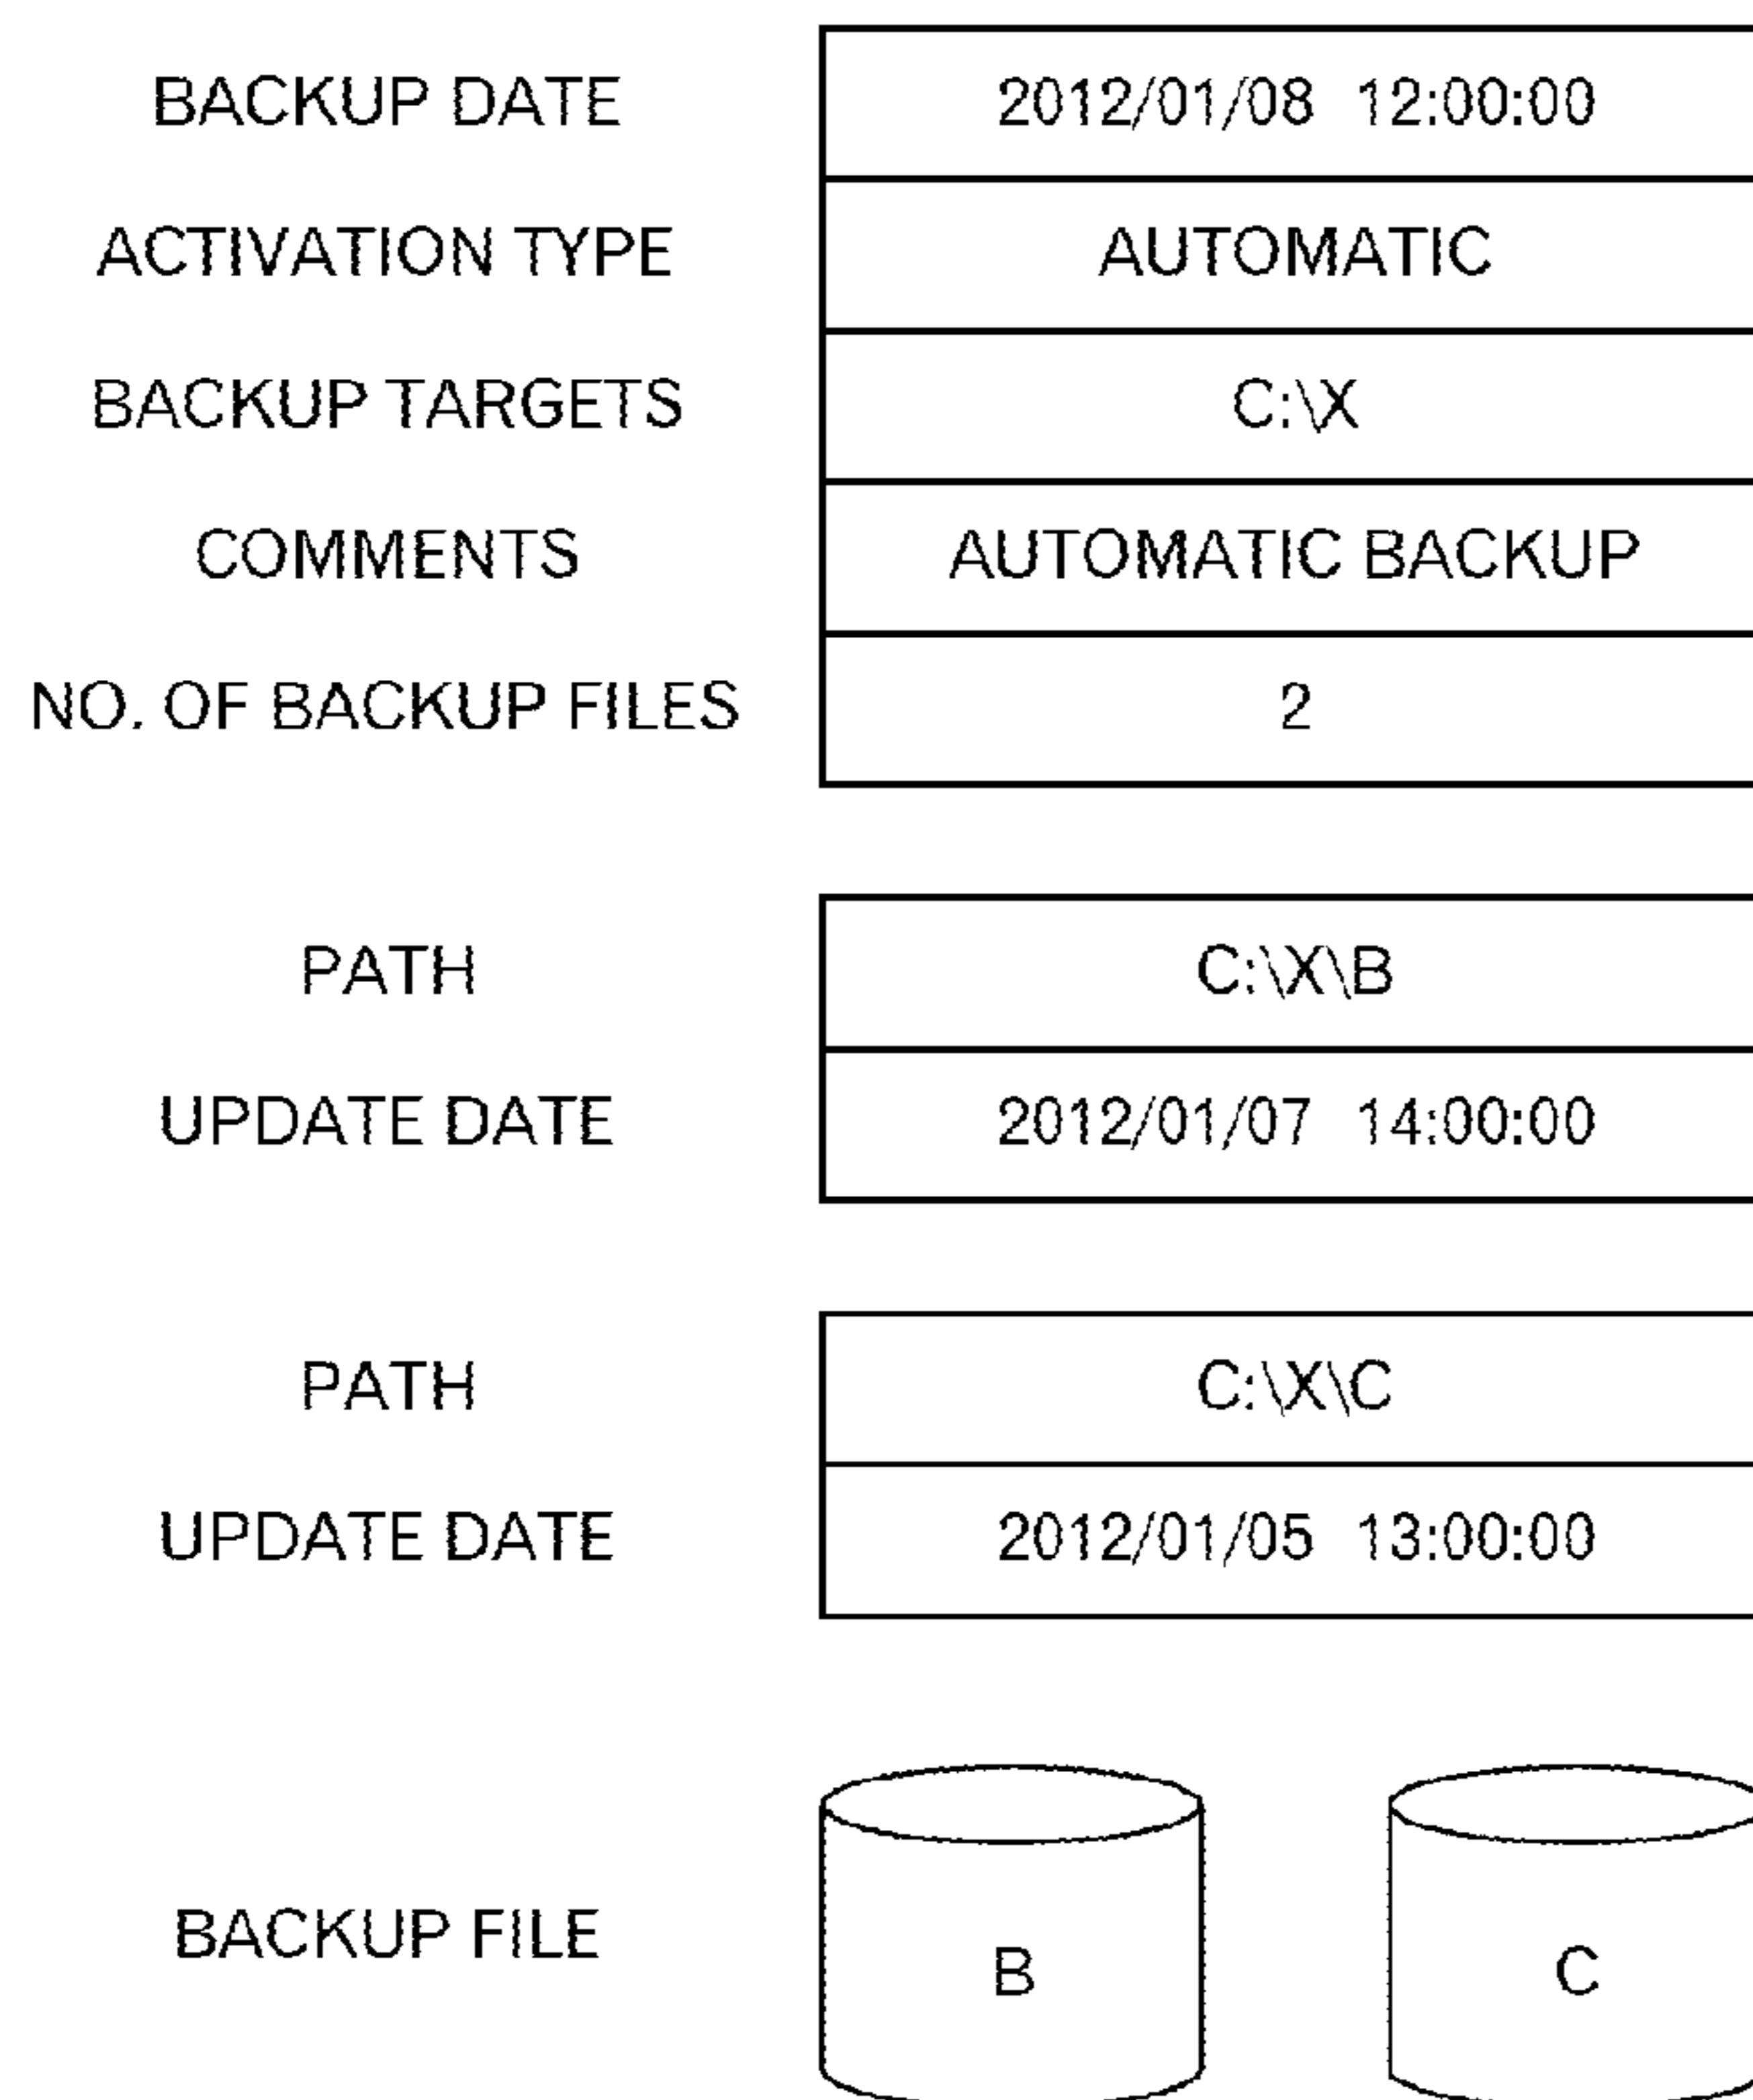 BACKUP DATE 2012/01/08 12:00:00
ACTIVATION TYPE AUTOMATIC
BACKUP TARGETS C:\X
COMMENTS AUTOMATIC BACKUP
NO. OF BACKUP FILES 2
PATH C:\X\B
UPDATE DATE 2012/01/07 14:00:00
PATH C:\X\C
UPDATE DATE 2012/01/05 13:00:00
BACKUP FILE B C